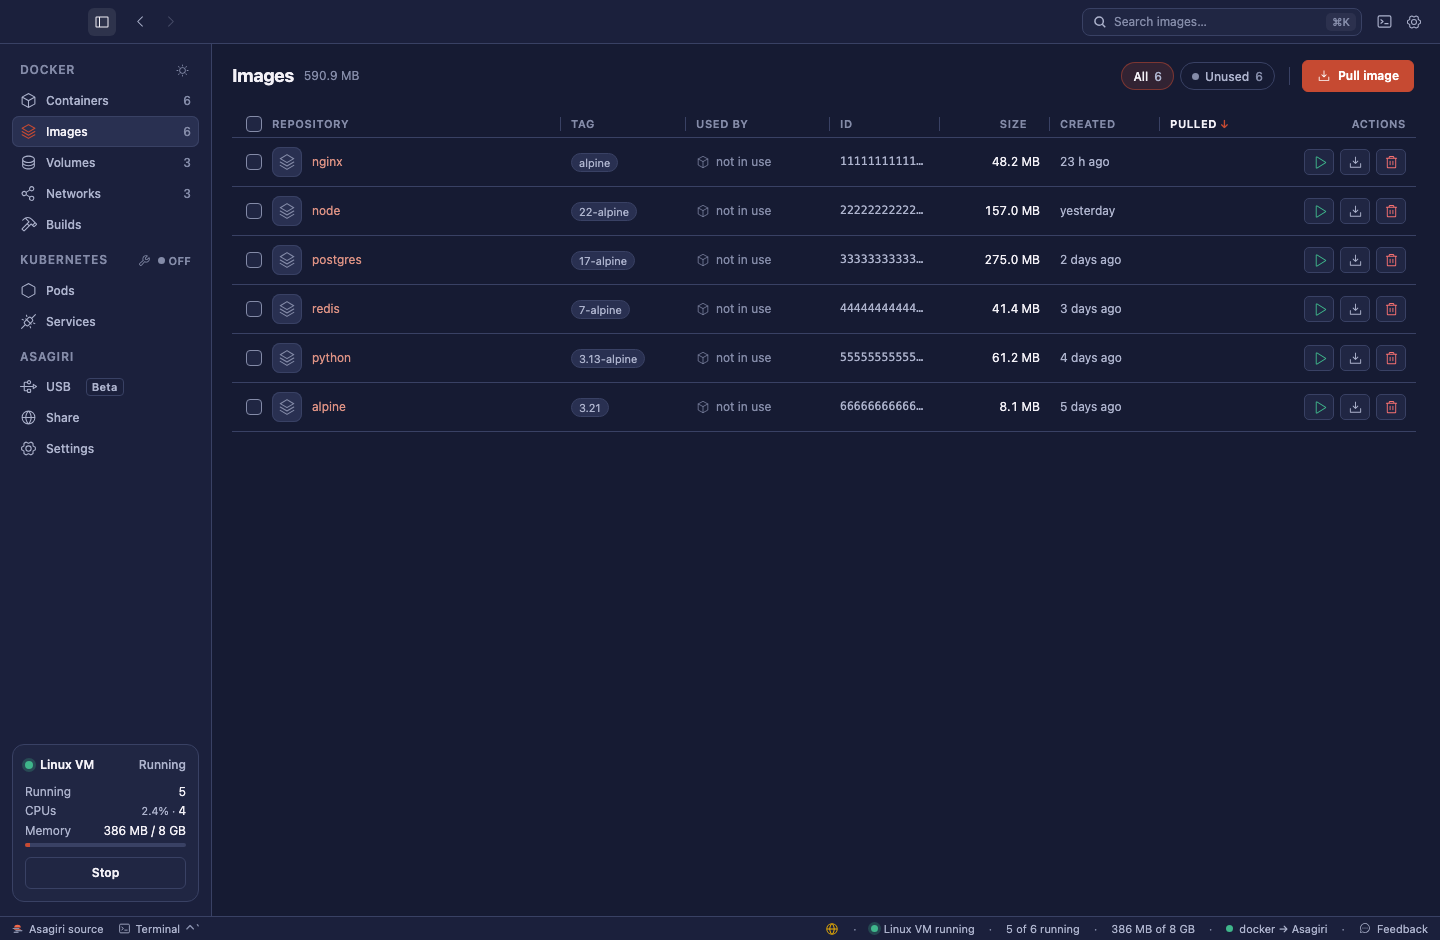 Search images... ⌘K
DOCKER
Containers 6
Images 6
Volumes 3
Networks 3
Builds
KUBERNETES OFF
Pods
Services
ASAGIRI
USB Beta
Share
Settings
Linux VM Running
Running 5
CPUs 2.4% · 4
Memory 386 MB / 8 GB
Stop
Images 590.9 MB
All 6 Unused 6 Pull image
REPOSITORY TAG USED BY ID SIZE CREATED PULLED ↓ ACTIONS
nginx alpine not in use 11111111111… 48.2 MB 23 h ago
node 22-alpine not in use 22222222222… 157.0 MB yesterday
postgres 17-alpine not in use 33333333333… 275.0 MB 2 days ago
redis 7-alpine not in use 44444444444… 41.4 MB 3 days ago
python 3.13-alpine not in use 55555555555… 61.2 MB 4 days ago
alpine 3.21 not in use 66666666666… 8.1 MB 5 days ago
Asagiri source Terminal ^` · Linux VM running · 5 of 6 running · 386 MB of 8 GB · docker → Asagiri · Feedback